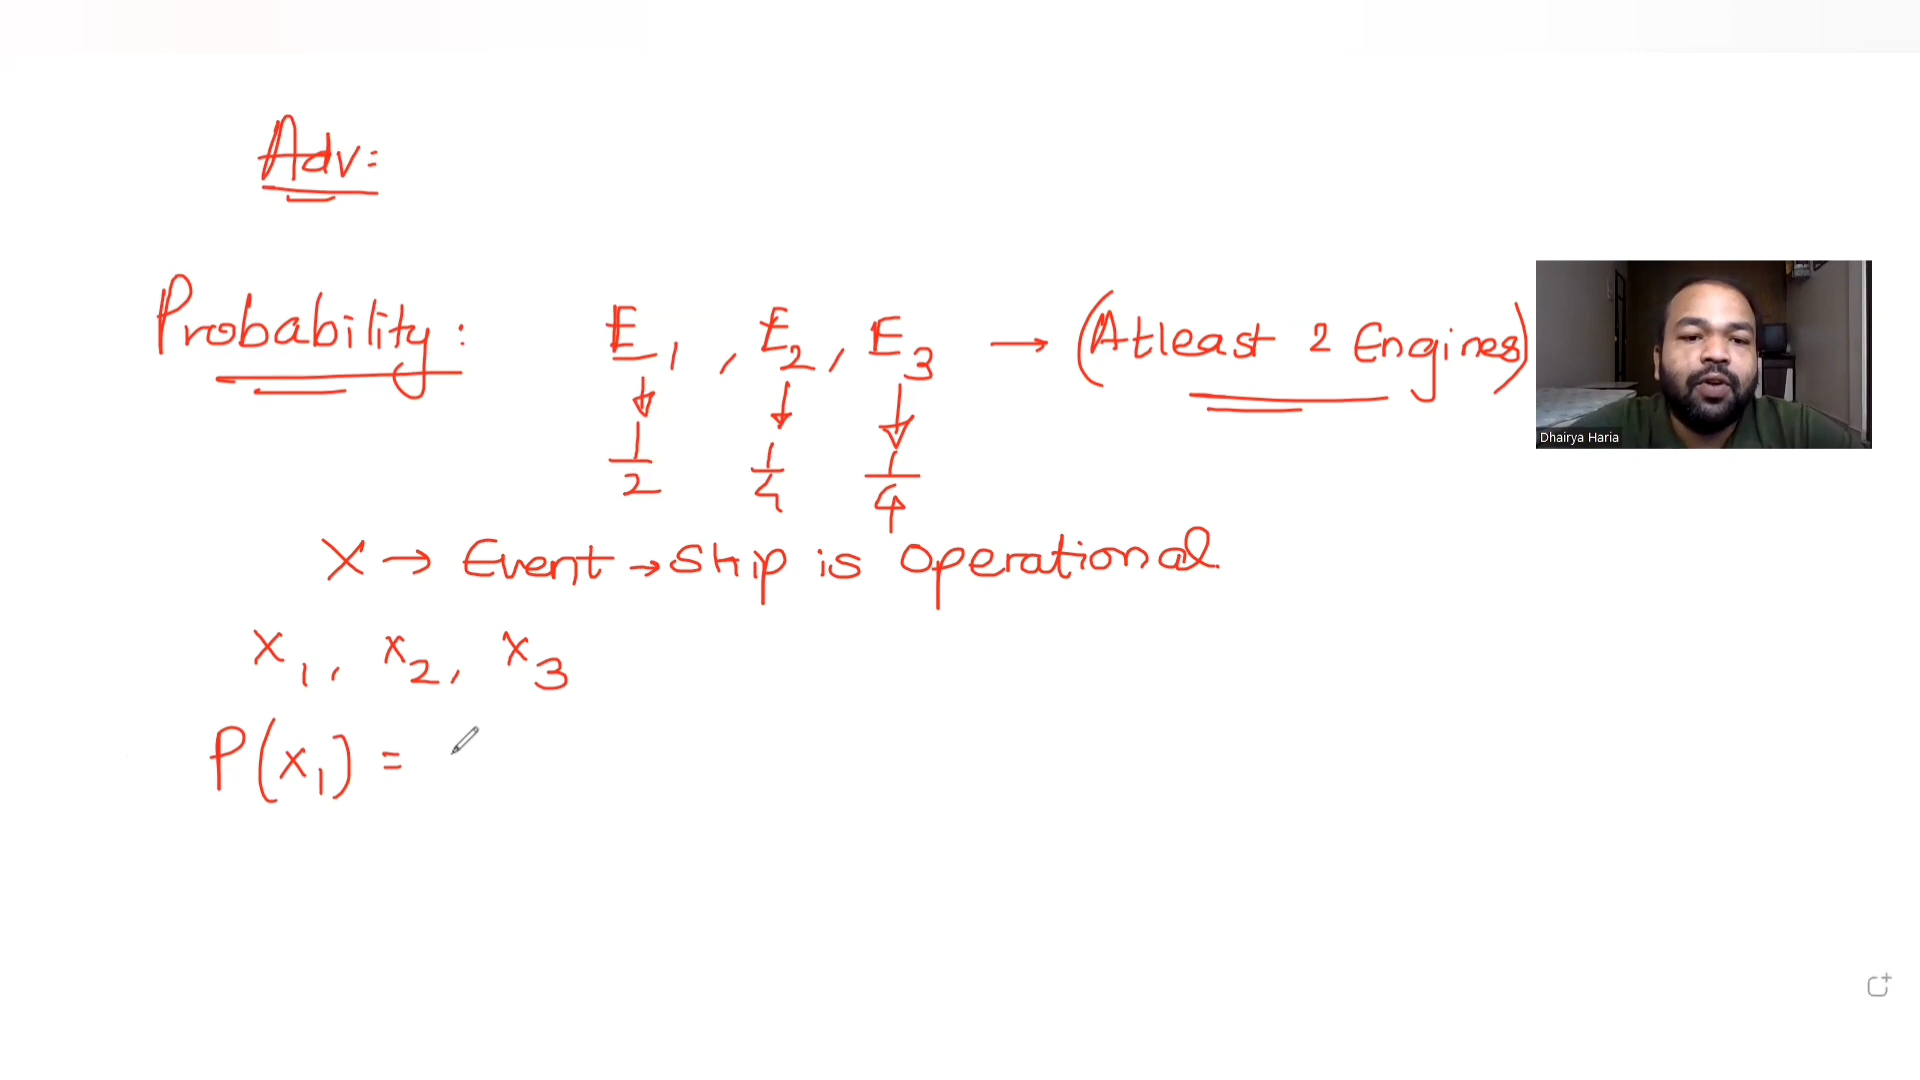 Adv:
Probability: E1, E2, E3 → (Atleast 2 Engines)
1/2 1/4 1/4
X → Event → Ship is operational
X1, X2, X3
P(X1) =
Dhairya Haria